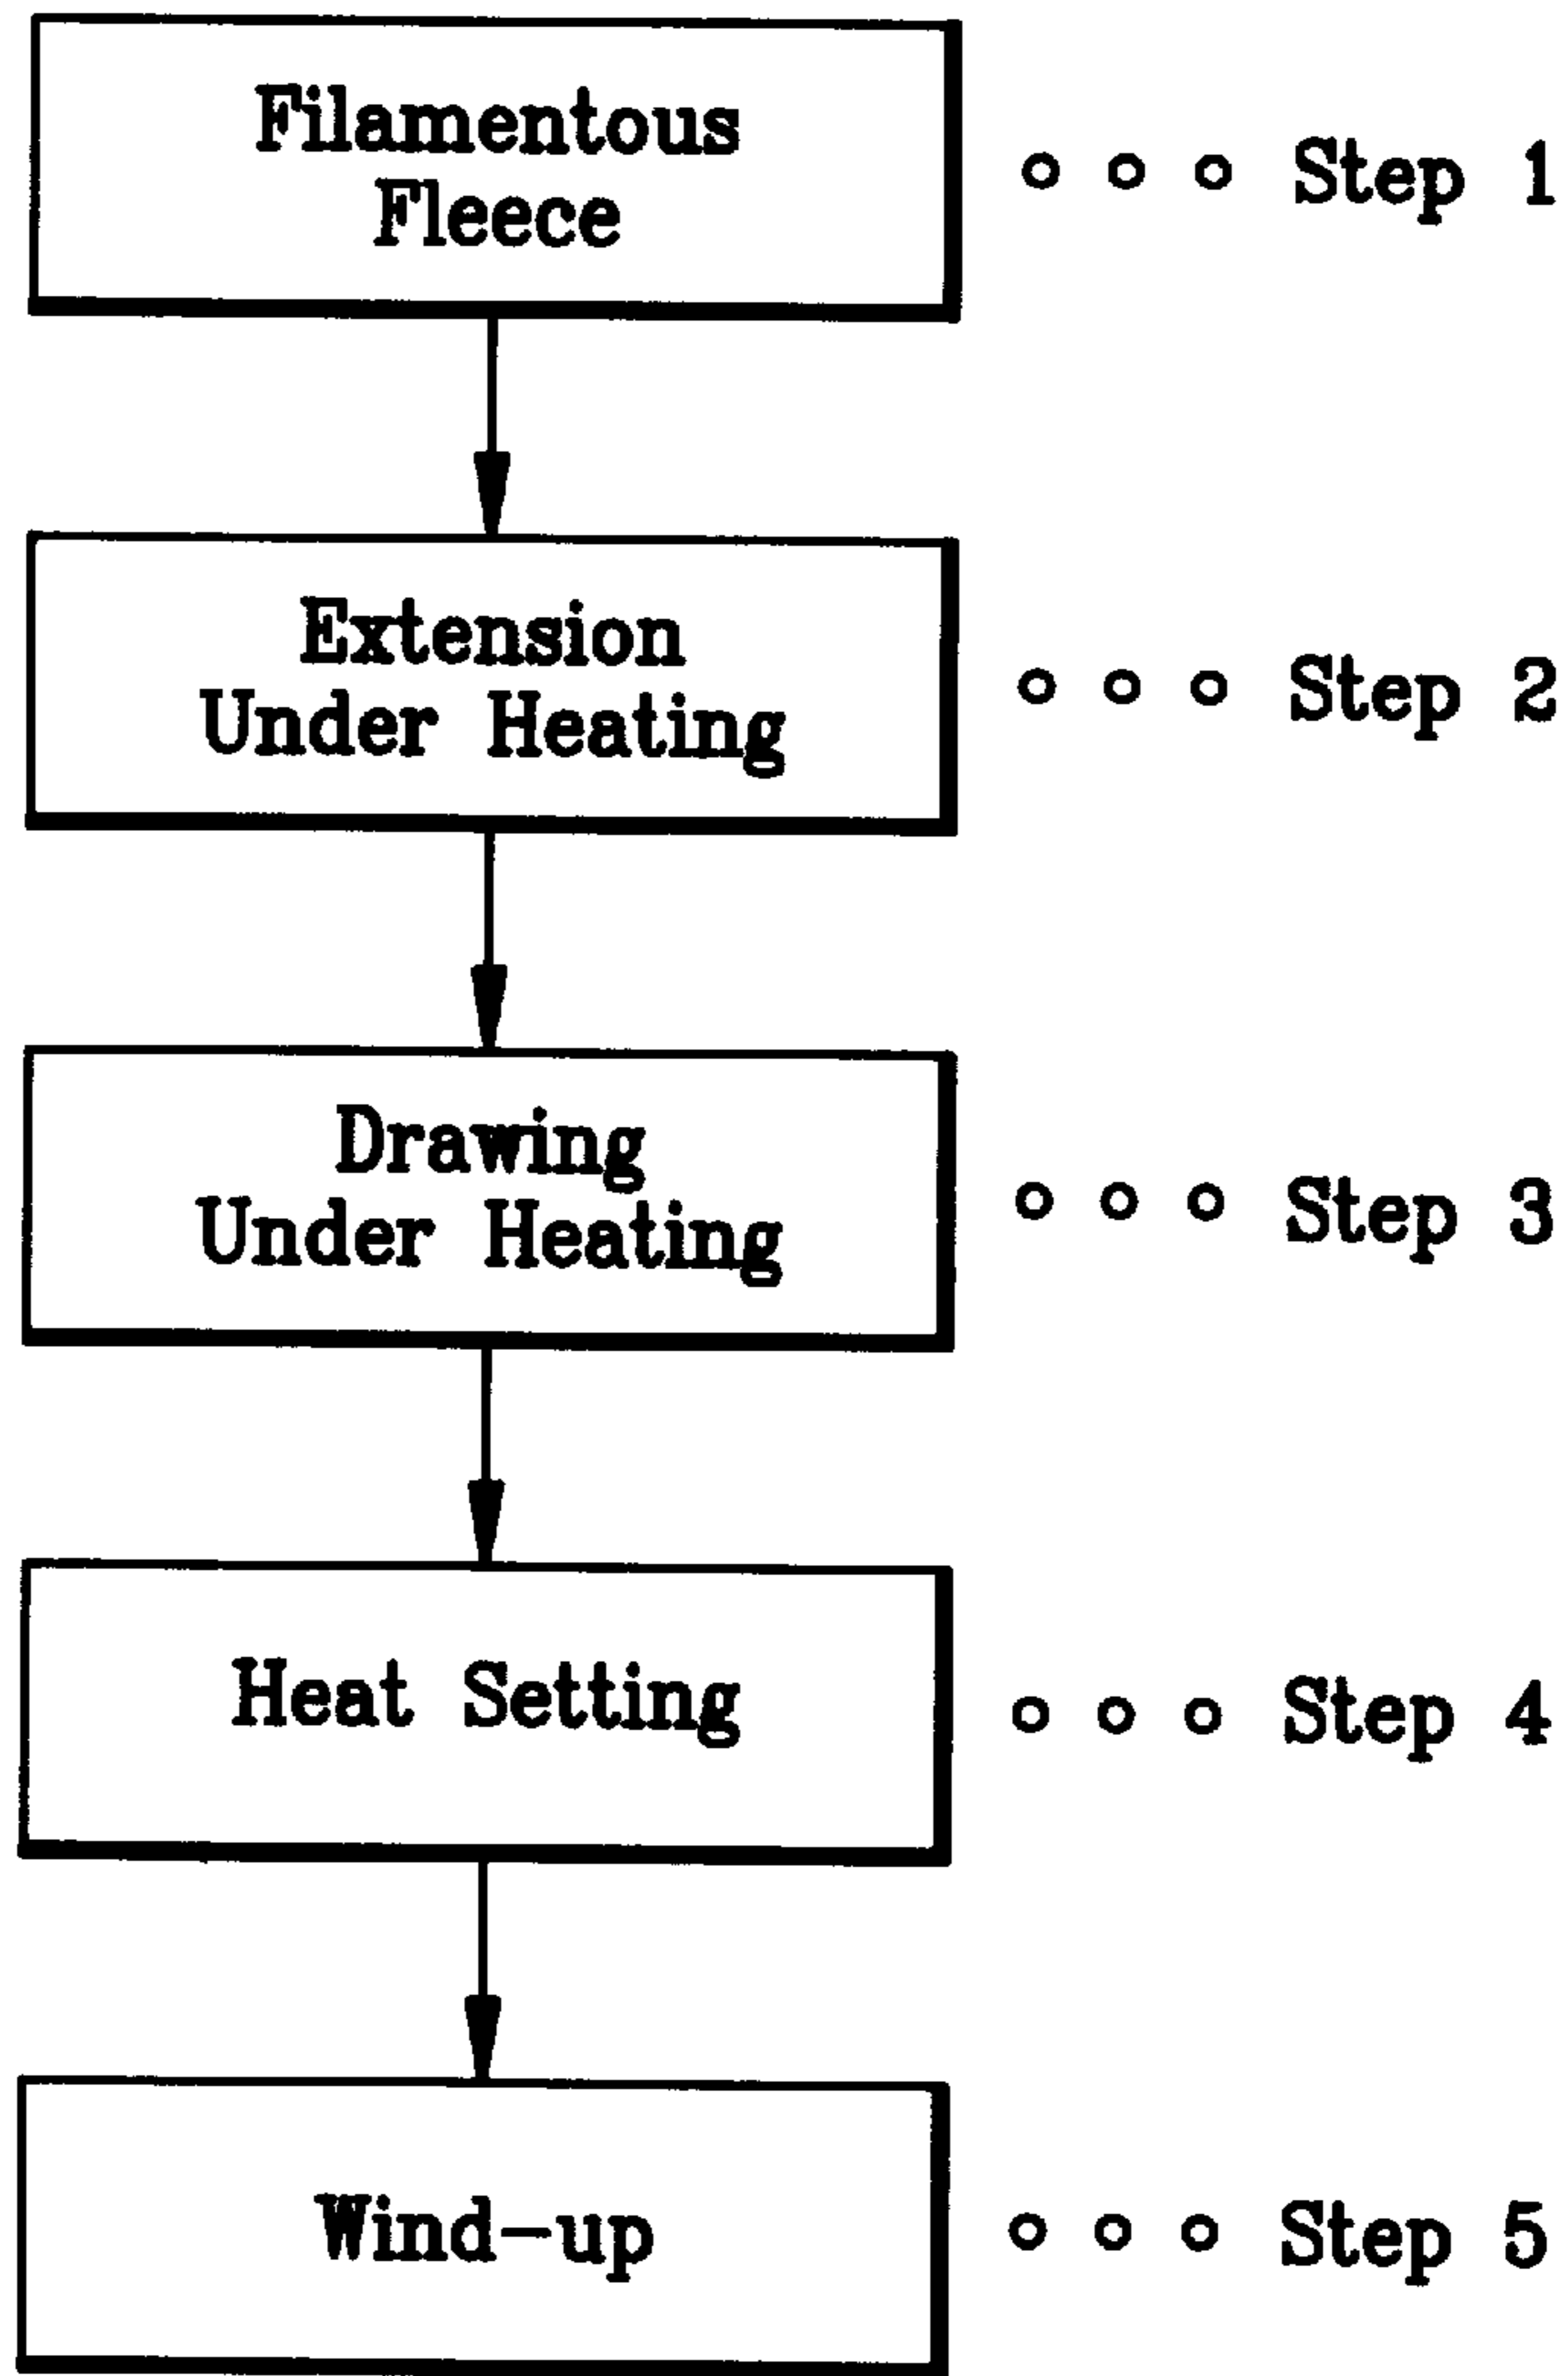 Filamentous
Fleece
Step 1
Extension
Under Heating
Step 2
Drawing
Under Heating
Step 3
Heat Setting
Step 4
Wind-up
Step 5